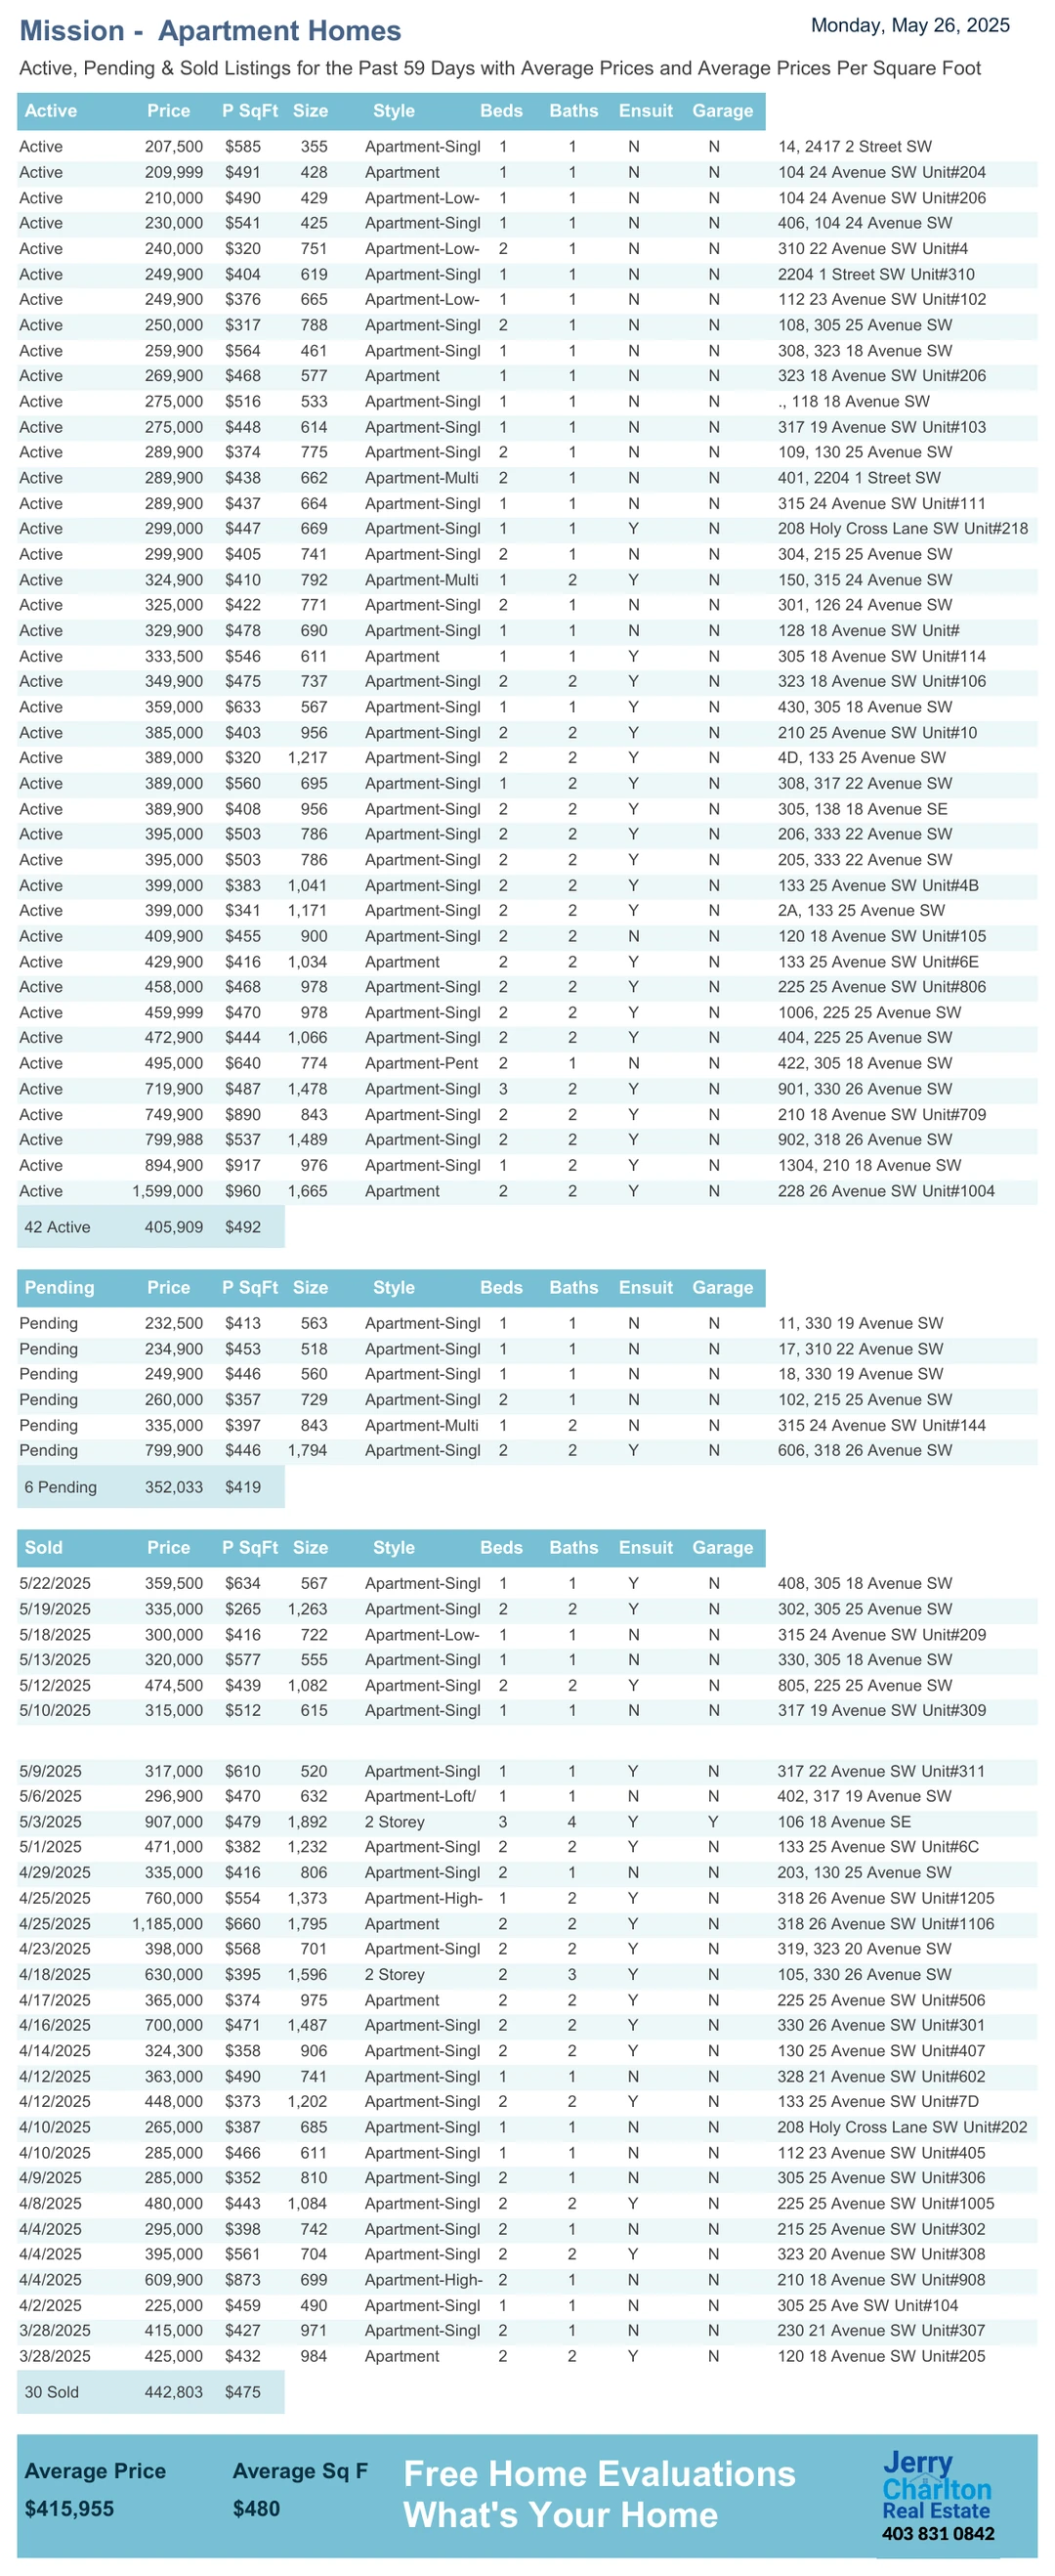 Mission -  Apartment Homes
Monday, May 26, 2025
Active, Pending & Sold Listings for the Past 59 Days with Average Prices and Average Prices Per Square Foot
Active Price P SqFt Size Style Beds Baths Ensuit Garage
Active 207,500 $585 355 Apartment-Singl 1 1 N N 14, 2417 2 Street SW
Active 209,999 $491 428 Apartment 1 1 N N 104 24 Avenue SW Unit#204
Active 210,000 $490 429 Apartment-Low- 1 1 N N 104 24 Avenue SW Unit#206
Active 230,000 $541 425 Apartment-Singl 1 1 N N 406, 104 24 Avenue SW
Active 240,000 $320 751 Apartment-Low- 2 1 N N 310 22 Avenue SW Unit#4
Active 249,900 $404 619 Apartment-Singl 1 1 N N 2204 1 Street SW Unit#310
Active 249,900 $376 665 Apartment-Low- 1 1 N N 112 23 Avenue SW Unit#102
Active 250,000 $317 788 Apartment-Singl 2 1 N N 108, 305 25 Avenue SW
Active 259,900 $564 461 Apartment-Singl 1 1 N N 308, 323 18 Avenue SW
Active 269,900 $468 577 Apartment 1 1 N N 323 18 Avenue SW Unit#206
Active 275,000 $516 533 Apartment-Singl 1 1 N N ., 118 18 Avenue SW
Active 275,000 $448 614 Apartment-Singl 1 1 N N 317 19 Avenue SW Unit#103
Active 289,900 $374 775 Apartment-Singl 2 1 N N 109, 130 25 Avenue SW
Active 289,900 $438 662 Apartment-Multi 2 1 N N 401, 2204 1 Street SW
Active 289,900 $437 664 Apartment-Singl 1 1 N N 315 24 Avenue SW Unit#111
Active 299,000 $447 669 Apartment-Singl 1 1 Y N 208 Holy Cross Lane SW Unit#218
Active 299,900 $405 741 Apartment-Singl 2 1 N N 304, 215 25 Avenue SW
Active 324,900 $410 792 Apartment-Multi 1 2 Y N 150, 315 24 Avenue SW
Active 325,000 $422 771 Apartment-Singl 2 1 N N 301, 126 24 Avenue SW
Active 329,900 $478 690 Apartment-Singl 1 1 N N 128 18 Avenue SW Unit#
Active 333,500 $546 611 Apartment 1 1 Y N 305 18 Avenue SW Unit#114
Active 349,900 $475 737 Apartment-Singl 2 2 Y N 323 18 Avenue SW Unit#106
Active 359,000 $633 567 Apartment-Singl 1 1 Y N 430, 305 18 Avenue SW
Active 385,000 $403 956 Apartment-Singl 2 2 Y N 210 25 Avenue SW Unit#10
Active 389,000 $320 1,217 Apartment-Singl 2 2 Y N 4D, 133 25 Avenue SW
Active 389,000 $560 695 Apartment-Singl 1 2 Y N 308, 317 22 Avenue SW
Active 389,900 $408 956 Apartment-Singl 2 2 Y N 305, 138 18 Avenue SE
Active 395,000 $503 786 Apartment-Singl 2 2 Y N 206, 333 22 Avenue SW
Active 395,000 $503 786 Apartment-Singl 2 2 Y N 205, 333 22 Avenue SW
Active 399,000 $383 1,041 Apartment-Singl 2 2 Y N 133 25 Avenue SW Unit#4B
Active 399,000 $341 1,171 Apartment-Singl 2 2 Y N 2A, 133 25 Avenue SW
Active 409,900 $455 900 Apartment-Singl 2 2 N N 120 18 Avenue SW Unit#105
Active 429,900 $416 1,034 Apartment 2 2 Y N 133 25 Avenue SW Unit#6E
Active 458,000 $468 978 Apartment-Singl 2 2 Y N 225 25 Avenue SW Unit#806
Active 459,999 $470 978 Apartment-Singl 2 2 Y N 1006, 225 25 Avenue SW
Active 472,900 $444 1,066 Apartment-Singl 2 2 Y N 404, 225 25 Avenue SW
Active 495,000 $640 774 Apartment-Pent 2 1 N N 422, 305 18 Avenue SW
Active 719,900 $487 1,478 Apartment-Singl 3 2 Y N 901, 330 26 Avenue SW
Active 749,900 $890 843 Apartment-Singl 2 2 Y N 210 18 Avenue SW Unit#709
Active 799,988 $537 1,489 Apartment-Singl 2 2 Y N 902, 318 26 Avenue SW
Active 894,900 $917 976 Apartment-Singl 1 2 Y N 1304, 210 18 Avenue SW
Active 1,599,000 $960 1,665 Apartment 2 2 Y N 228 26 Avenue SW Unit#1004
42 Active 405,909 $492
Pending Price P SqFt Size Style Beds Baths Ensuit Garage
Pending 232,500 $413 563 Apartment-Singl 1 1 N N 11, 330 19 Avenue SW
Pending 234,900 $453 518 Apartment-Singl 1 1 N N 17, 310 22 Avenue SW
Pending 249,900 $446 560 Apartment-Singl 1 1 N N 18, 330 19 Avenue SW
Pending 260,000 $357 729 Apartment-Singl 2 1 N N 102, 215 25 Avenue SW
Pending 335,000 $397 843 Apartment-Multi 1 2 N N 315 24 Avenue SW Unit#144
Pending 799,900 $446 1,794 Apartment-Singl 2 2 Y N 606, 318 26 Avenue SW
6 Pending 352,033 $419
Sold Price P SqFt Size Style Beds Baths Ensuit Garage
5/22/2025 359,500 $634 567 Apartment-Singl 1 1 Y N 408, 305 18 Avenue SW
5/19/2025 335,000 $265 1,263 Apartment-Singl 2 2 Y N 302, 305 25 Avenue SW
5/18/2025 300,000 $416 722 Apartment-Low- 1 1 N N 315 24 Avenue SW Unit#209
5/13/2025 320,000 $577 555 Apartment-Singl 1 1 N N 330, 305 18 Avenue SW
5/12/2025 474,500 $439 1,082 Apartment-Singl 2 2 Y N 805, 225 25 Avenue SW
5/10/2025 315,000 $512 615 Apartment-Singl 1 1 N N 317 19 Avenue SW Unit#309
5/9/2025 317,000 $610 520 Apartment-Singl 1 1 Y N 317 22 Avenue SW Unit#311
5/6/2025 296,900 $470 632 Apartment-Loft/ 1 1 N N 402, 317 19 Avenue SW
5/3/2025 907,000 $479 1,892 2 Storey 3 4 Y Y 106 18 Avenue SE
5/1/2025 471,000 $382 1,232 Apartment-Singl 2 2 Y N 133 25 Avenue SW Unit#6C
4/29/2025 335,000 $416 806 Apartment-Singl 2 1 N N 203, 130 25 Avenue SW
4/25/2025 760,000 $554 1,373 Apartment-High- 1 2 Y N 318 26 Avenue SW Unit#1205
4/25/2025 1,185,000 $660 1,795 Apartment 2 2 Y N 318 26 Avenue SW Unit#1106
4/23/2025 398,000 $568 701 Apartment-Singl 2 2 Y N 319, 323 20 Avenue SW
4/18/2025 630,000 $395 1,596 2 Storey 2 3 Y N 105, 330 26 Avenue SW
4/17/2025 365,000 $374 975 Apartment 2 2 Y N 225 25 Avenue SW Unit#506
4/16/2025 700,000 $471 1,487 Apartment-Singl 2 2 Y N 330 26 Avenue SW Unit#301
4/14/2025 324,300 $358 906 Apartment-Singl 2 2 Y N 130 25 Avenue SW Unit#407
4/12/2025 363,000 $490 741 Apartment-Singl 1 1 N N 328 21 Avenue SW Unit#602
4/12/2025 448,000 $373 1,202 Apartment-Singl 2 2 Y N 133 25 Avenue SW Unit#7D
4/10/2025 265,000 $387 685 Apartment-Singl 1 1 N N 208 Holy Cross Lane SW Unit#202
4/10/2025 285,000 $466 611 Apartment-Singl 1 1 N N 112 23 Avenue SW Unit#405
4/9/2025 285,000 $352 810 Apartment-Singl 2 1 N N 305 25 Avenue SW Unit#306
4/8/2025 480,000 $443 1,084 Apartment-Singl 2 2 Y N 225 25 Avenue SW Unit#1005
4/4/2025 295,000 $398 742 Apartment-Singl 2 1 N N 215 25 Avenue SW Unit#302
4/4/2025 395,000 $561 704 Apartment-Singl 2 2 Y N 323 20 Avenue SW Unit#308
4/4/2025 609,900 $873 699 Apartment-High- 2 1 N N 210 18 Avenue SW Unit#908
4/2/2025 225,000 $459 490 Apartment-Singl 1 1 N N 305 25 Ave SW Unit#104
3/28/2025 415,000 $427 971 Apartment-Singl 2 1 N N 230 21 Avenue SW Unit#307
3/28/2025 425,000 $432 984 Apartment 2 2 Y N 120 18 Avenue SW Unit#205
30 Sold 442,803 $475
Average Price Average Sq F
$415,955 $480
Free Home Evaluations
What's Your Home
Jerry
Charlton
Real Estate
403 831 0842